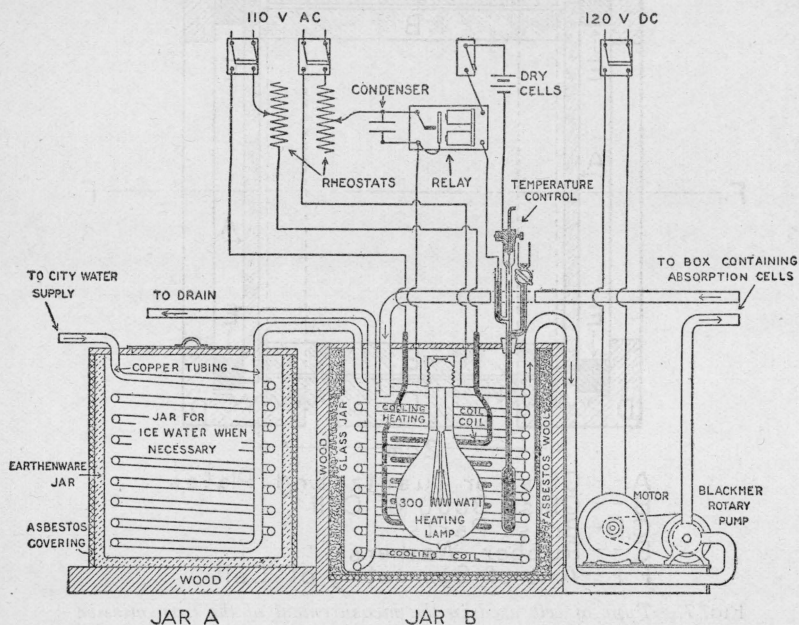 110 V AC
120 V DC
CONDENSER
DRY
CELLS
RHEOSTATS
RELAY
TEMPERATURE
CONTROL
TO CITY WATER
SUPPLY
TO DRAIN
TO BOX CONTAINING
ABSORPTION CELLS
COPPER TUBING
JAR FOR
ICE WATER WHEN
NECESSARY
EARTHENWARE
JAR
ASBESTOS
COVERING
WOOD
WOOD
GLASS JAR
COOLING COIL
HEATING COIL
300 WATT
HEATING
LAMP
COOLING COIL
ASBESTOS WOOL
MOTOR
BLACKMER
ROTARY
PUMP
JAR A
JAR B